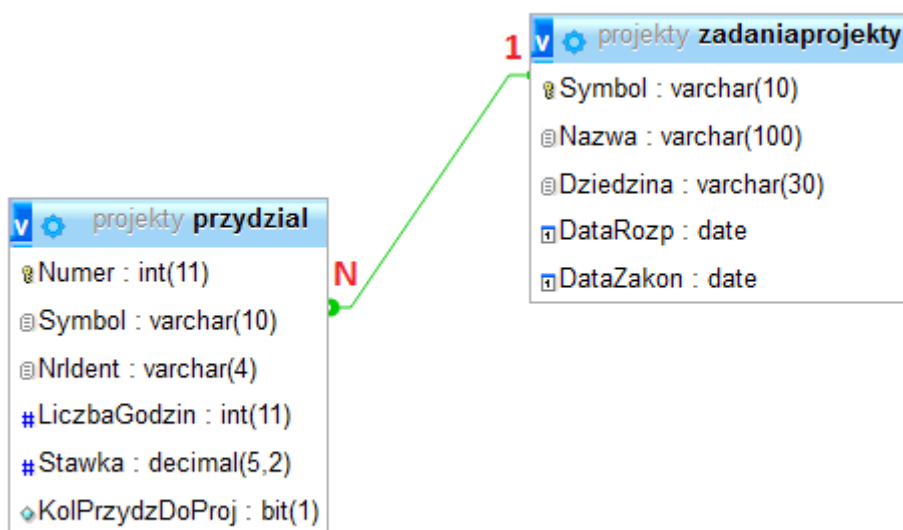 1
v projekty zadaniaprojekty
Symbol : varchar(10)
Nazwa : varchar(100)
Dziedzina : varchar(30)
DataRozp : date
DataZakon : date
v projekty przydzial
N
Numer : int(11)
Symbol : varchar(10)
NrIdent : varchar(4)
#LiczbaGodzin : int(11)
#Stawka : decimal(5,2)
KolPrzydzDoProj : bit(1)